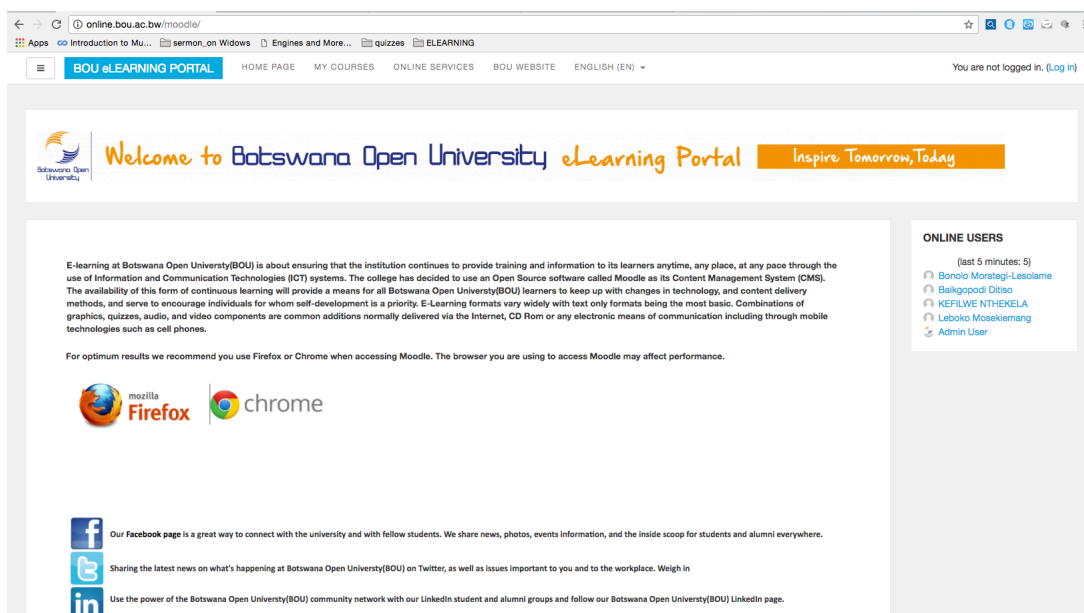 online.bou.ac.bw/moodle/
Apps Introduction to Mu... sermon_on Widows Engines and More... quizzes ELEARNING
BOU eLEARNING PORTAL HOME PAGE MY COURSES ONLINE SERVICES BOU WEBSITE ENGLISH (EN) You are not logged in. (Log in)
Botswana Open
University
Welcome to Botswana Open University eLearning Portal Inspire Tomorrow,Today
E-learning at Botswana Open Universty(BOU) is about ensuring that the institution continues to provide training and information to its learners anytime, any place, at any pace through the
use of Information and Communication Technologies (ICT) systems. The college has decided to use an Open Source software called Moodle as its Content Management System (CMS).
The availability of this form of continuous learning will provide a means for all Botswana Open Universty(BOU) learners to keep up with changes in technology, and content delivery
methods, and serve to encourage individuals for whom self-development is a priority. E-Learning formats vary widely with text only formats being the most basic. Combinations of
graphics, quizzes, audio, and video components are common additions normally delivered via the Internet, CD Rom or any electronic means of communication including through mobile
technologies such as cell phones.
For optimum results we recommend you use Firefox or Chrome when accessing Moodle. The browser you are using to access Moodle may affect performance.
mozilla
Firefox
chrome
Our Facebook page is a great way to connect with the university and with fellow students. We share news, photos, events information, and the inside scoop for students and alumni everywhere.
Sharing the latest news on what's happening at Botswana Open Universty(BOU) on Twitter, as well as issues important to you and to the workplace. Weigh in
Use the power of the Botswana Open Universty(BOU) community network with our LinkedIn student and alumni groups and follow our Botswana Open Universty(BOU) LinkedIn page.
ONLINE USERS
(last 5 minutes: 5)
Bonolo Morategi-Lesolame
Baikgopodi Ditiso
KEFILWE NTHEKELA
Leboko Mosekiemang
Admin User